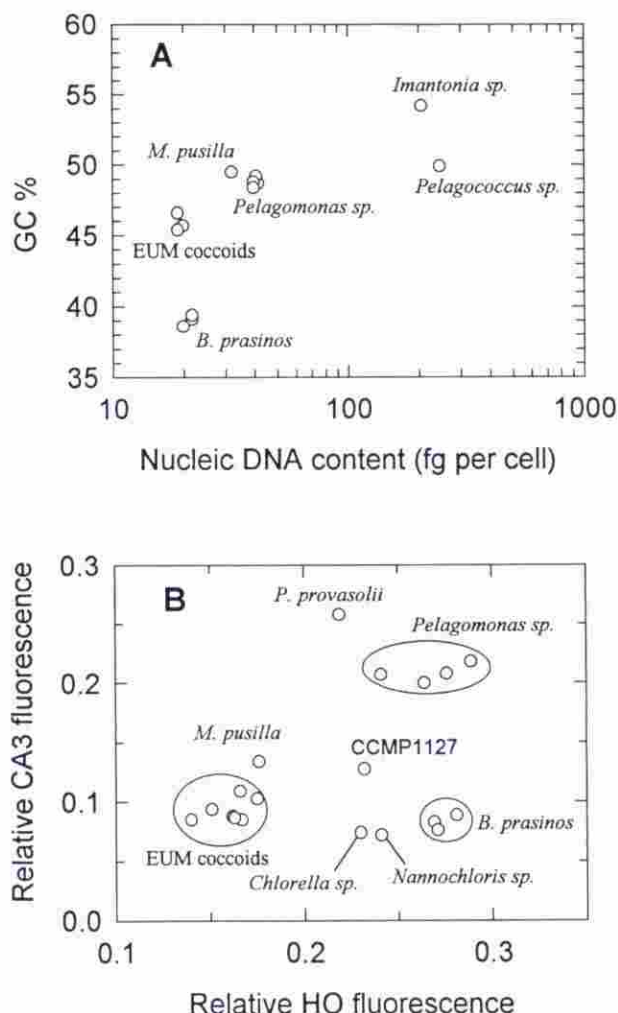 60
A
Imantonia sp.
55
M. pusilla
50
Pelagomonas sp.
Pelagococcus sp.
GC %
45
EUM coccoids
40
B. prasinos
35
10 100 1000
Nucleic DNA content (fg per cell)
0.3
B
P. provasolii
Pelagomonas sp.
0.2
M. pusilla
CCMP1127
Relative CA3 fluorescence
0.1
B. prasinos
EUM coccoids
Chlorella sp.
Nannochloris sp.
0.0
0.1 0.2 0.3
Relative HO fluorescence